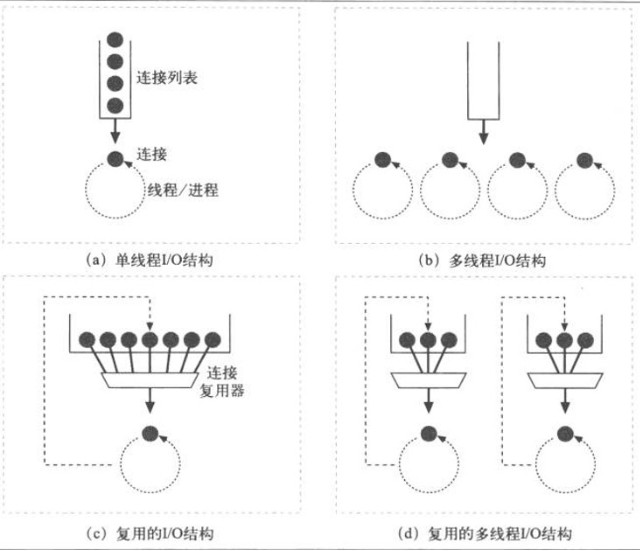 连接列表
连接
线程/进程
(a) 单线程I/O结构
(b) 多线程I/O结构
连接
复用器
(c) 复用的I/O结构
(d) 复用的多线程I/O结构